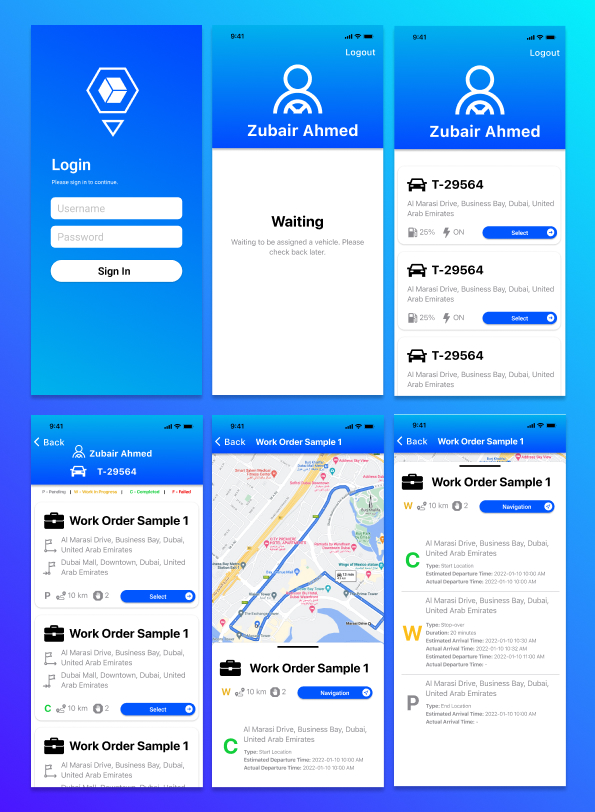 Login
Please sign in to continue.
Username
Password
Sign In
9:41
Logout
Zubair Ahmed
Waiting
Waiting to be assigned a vehicle. Please
check back later.
9:41
Logout
Zubair Ahmed
T-29564
Al Marasi Drive, Business Bay, Dubai, United
Arab Emirates
25% ON Select
T-29564
Al Marasi Drive, Business Bay, Dubai, United
Arab Emirates
25% ON Select
T-29564
Al Marasi Drive, Business Bay, Dubai, United
Arab Emirates
9:41
Back
Zubair Ahmed
T-29564
P - Pending | W - Work in Progress | C - Completed | F - Failed
Work Order Sample 1
Al Marasi Drive, Business Bay, Dubai,
United Arab Emirates
Dubai Mall, Downtown, Dubai, United
Arab Emirates
P 10 km 2 Select
Work Order Sample 1
Al Marasi Drive, Business Bay, Dubai,
United Arab Emirates
Dubai Mall, Downtown, Dubai, United
Arab Emirates
C 10 km 2 Select
Work Order Sample 1
Al Marasi Drive, Business Bay, Dubai,
United Arab Emirates
Dubai Mall, Downtown, Dubai, United
9:41
Back Work Order Sample 1
Address Sky View
13 min
Work Order Sample 1
W 10 km 2 Navigation
C
Al Marasi Drive, Business Bay, Dubai,
United Arab Emirates
Type: Start Location
Estimated Departure Time: 2022-01-10 10:00 AM
Actual Departure Time: 2022-01-10 10:00 AM
9:41
Back Work Order Sample 1
Work Order Sample 1
W 10 km 2 Navigation
C
Al Marasi Drive, Business Bay, Dubai,
United Arab Emirates
Type: Start Location
Estimated Departure Time: 2022-01-10 10:00 AM
Actual Departure Time: 2022-01-10 10:00 AM
W
Al Marasi Drive, Business Bay, Dubai,
United Arab Emirates
Type: Stop-over
Duration: 20 minutes
Estimated Arrival Time: 2022-01-10 10:30 AM
Actual Arrival Time: 2022-01-10 10:32 AM
Estimated Departure Time: 2022-01-10 11:00 AM
Actual Departure Time: -
P
Al Marasi Drive, Business Bay, Dubai,
United Arab Emirates
Type: End Location
Estimated Arrival Time: 2022-01-10 10:00 AM
Actual Arrival Time: -